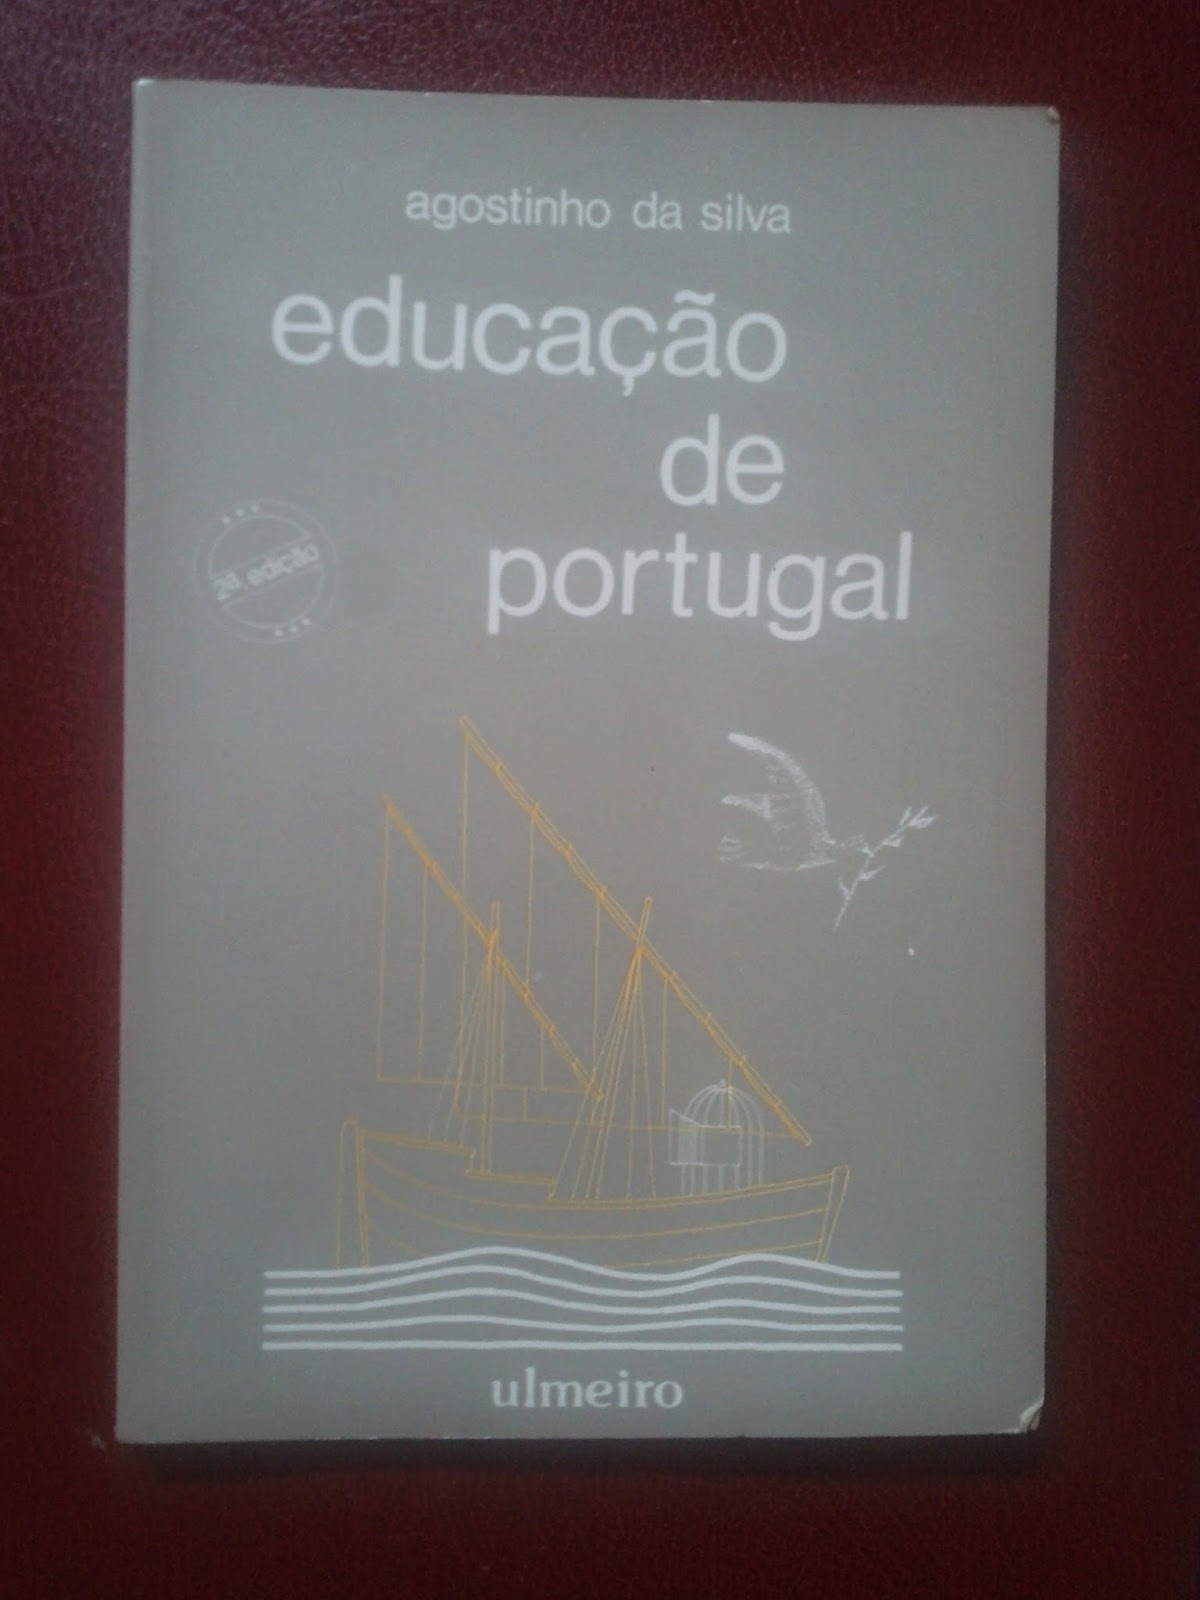 agostinho da silva
educação
de
portugal
2ª. edição
ulmeiro